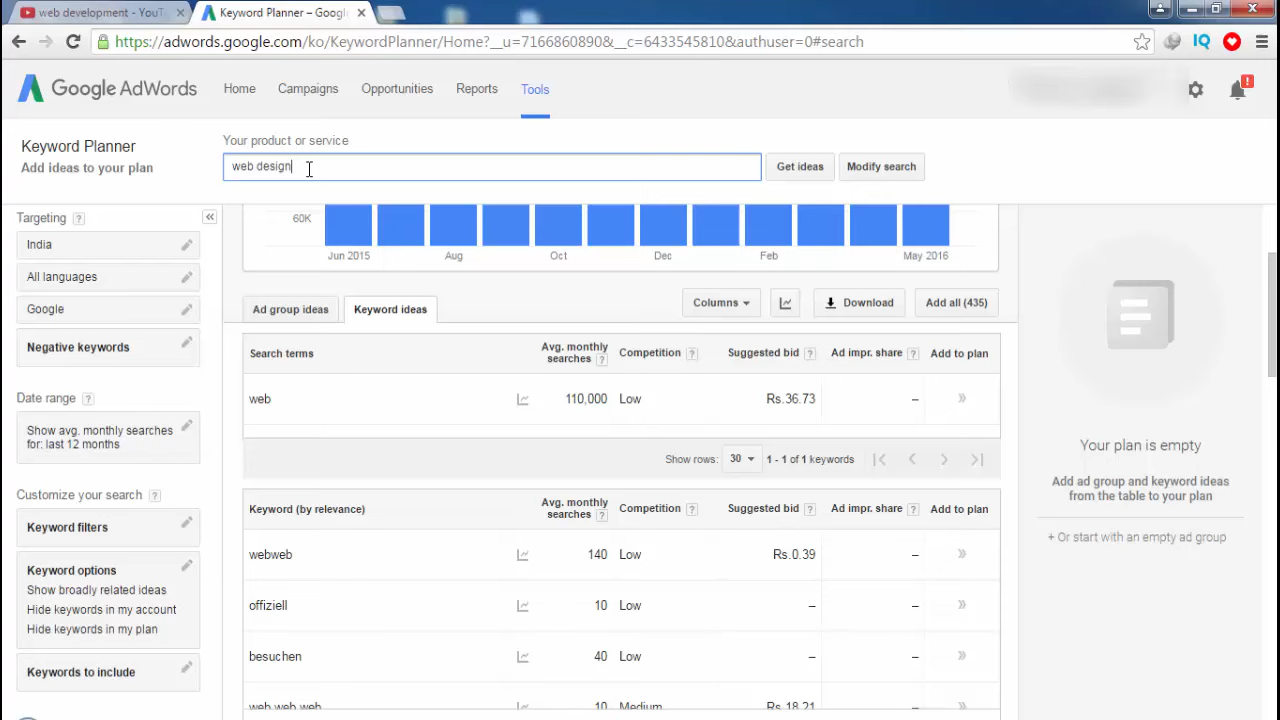 web development - YouT
Keyword Planner – Google
https://adwords.google.com/ko/KeywordPlanner/Home?__u=7166860890&__c=6433545810&authuser=0#search
IQ
Google AdWords
Home
Campaigns
Opportunities
Reports
Tools
!
Keyword Planner
Add ideas to your plan
Your product or service
web design
Get ideas
Modify search
Targeting ?
India
All languages
Google
Negative keywords
Date range ?
Show avg. monthly searches
for: last 12 months
Customize your search ?
Keyword filters
Keyword options
Show broadly related ideas
Hide keywords in my account
Hide keywords in my plan
Keywords to include
60K
Jun 2015 Aug Oct Dec Feb May 2016
Ad group ideas
Keyword ideas
Columns
Download
Add all (435)
Search terms Avg. monthly searches ? Competition ? Suggested bid ? Ad impr. share ? Add to plan
web 110,000 Low Rs.36.73 – »
Show rows: 30 1 - 1 of 1 keywords
Keyword (by relevance) Avg. monthly searches ? Competition ? Suggested bid ? Ad impr. share ? Add to plan
webweb 140 Low Rs.0.39 – »
offiziell 10 Low – – »
besuchen 40 Low – – »
web web web 10 Medium Rs.18.21 – »
Your plan is empty
Add ad group and keyword ideas
from the table to your plan
+ Or start with an empty ad group